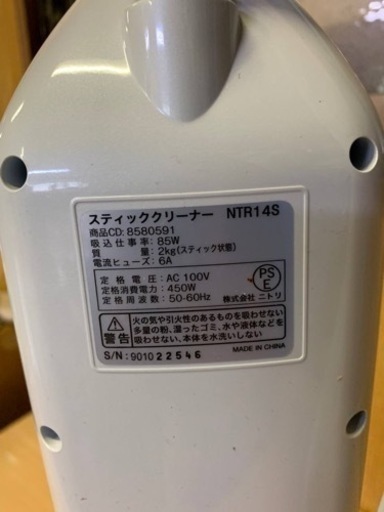 スティッククリーナー NTR14S
商品CD: 8580591
吸込仕事率: 85W
質 量: 2kg(スティック状態)
電流ヒューズ: 6A
定格電圧: AC 100V
定格消費電力: 450W
定格周波数: 50-60Hz
PS
E
株式会社 ニトリ
警告
火の気や引火性のあるものを吸わせない
多量の粉、湿ったゴミ、水や液体などを
吸わせない、本体を水洗いしない
S/N: 901022546
MADE IN CHINA